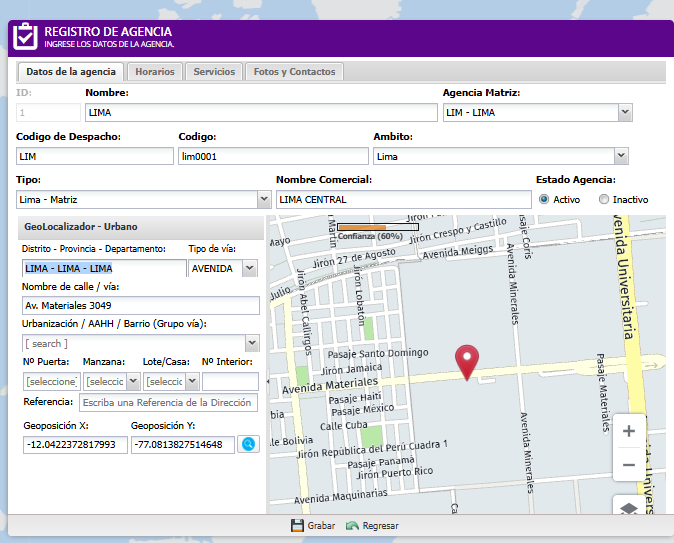 REGISTRO DE AGENCIA
INGRESE LOS DATOS DE LA AGENCIA.
Datos de la agencia Horarios Servicios Fotos y Contactos
ID: Nombre: Agencia Matriz:
1 LIMA LIM - LIMA
Codigo de Despacho: Codigo: Ambito:
LIM lim0001 Lima
Tipo: Nombre Comercial: Estado Agencia:
Lima - Matriz LIMA CENTRAL Activo Inactivo
GeoLocalizador - Urbano
Distrito - Provincia - Departamento: Tipo de vía:
LIMA - LIMA - LIMA AVENIDA
Nombre de calle / vía:
Av. Materiales 3049
Urbanización / AAHH / Barrio (Grupo vía):
[ search ]
Nº Puerta: Manzana: Lote/Casa: Nº Interior:
[seleccione [seleccic [seleccic
Referencia: Escriba una Referencia de la Dirección
Geoposición X: Geoposición Y:
-12.0422372817993 -77.0813827514648
Confianza (60%)
Mayo
Martín
Jirón Crespo y Castillo
Pasaje Coris
Jirón 27 de Agosto
Avenida Meiggs
Avenida Universitaria
Julio
Jirón Abel Callirgos
Jirón Lobatón
Avenida Minerales
Pasaje Santo Domingo
Jirón Jamaica
Avenida Materiales
Pasaje Materiales
Pasaje Haití
Pasaje México
bia
Calle Cuba
Avenida Minerales
le Bolivia
Jirón República del Perú Cuadra 1
Pasaje Panamá
Jirón Puerto Rico
Avenida Maquinarias
Ca
+
−
Grabar Regresar